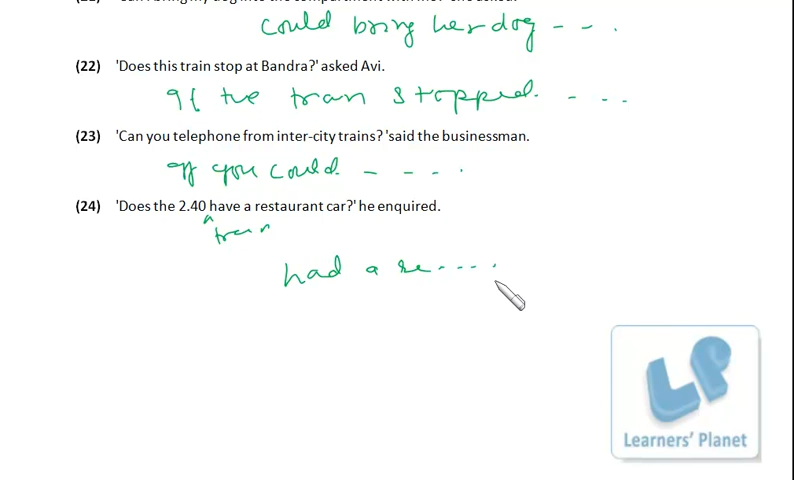 could bring her dog - - .
(22) 'Does this train stop at Bandra?' asked Avi.
If the train stopped. - . .
(23) 'Can you telephone from inter-city trains? 'said the businessman.
If you could - - - - .
(24) 'Does the 2.40 have a restaurant car?' he enquired.
^ train
had a re. - - - .
LP
Learners' Planet